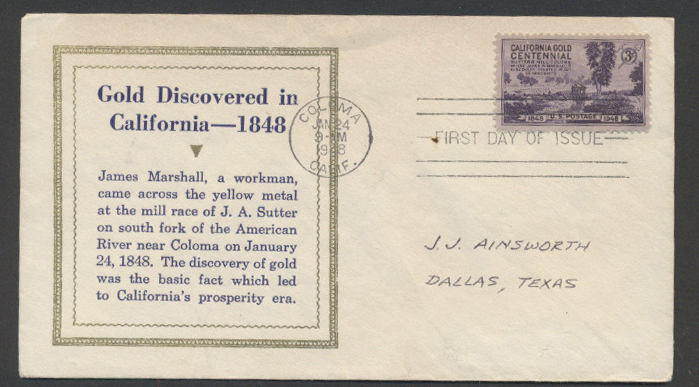 Gold Discovered in
California—1848
James Marshall, a workman,
came across the yellow metal
at the mill race of J. A. Sutter
on south fork of the American
River near Coloma on January
24, 1848. The discovery of gold
was the basic fact which led
to California's prosperity era.
COLOMA
JAN 24
9-AM
1948
CALIF.
CALIFORNIA GOLD
CENTENNIAL
3¢
1848 U.S. POSTAGE 1948
FIRST DAY OF ISSUE
J. J. AINSWORTH
DALLAS, TEXAS